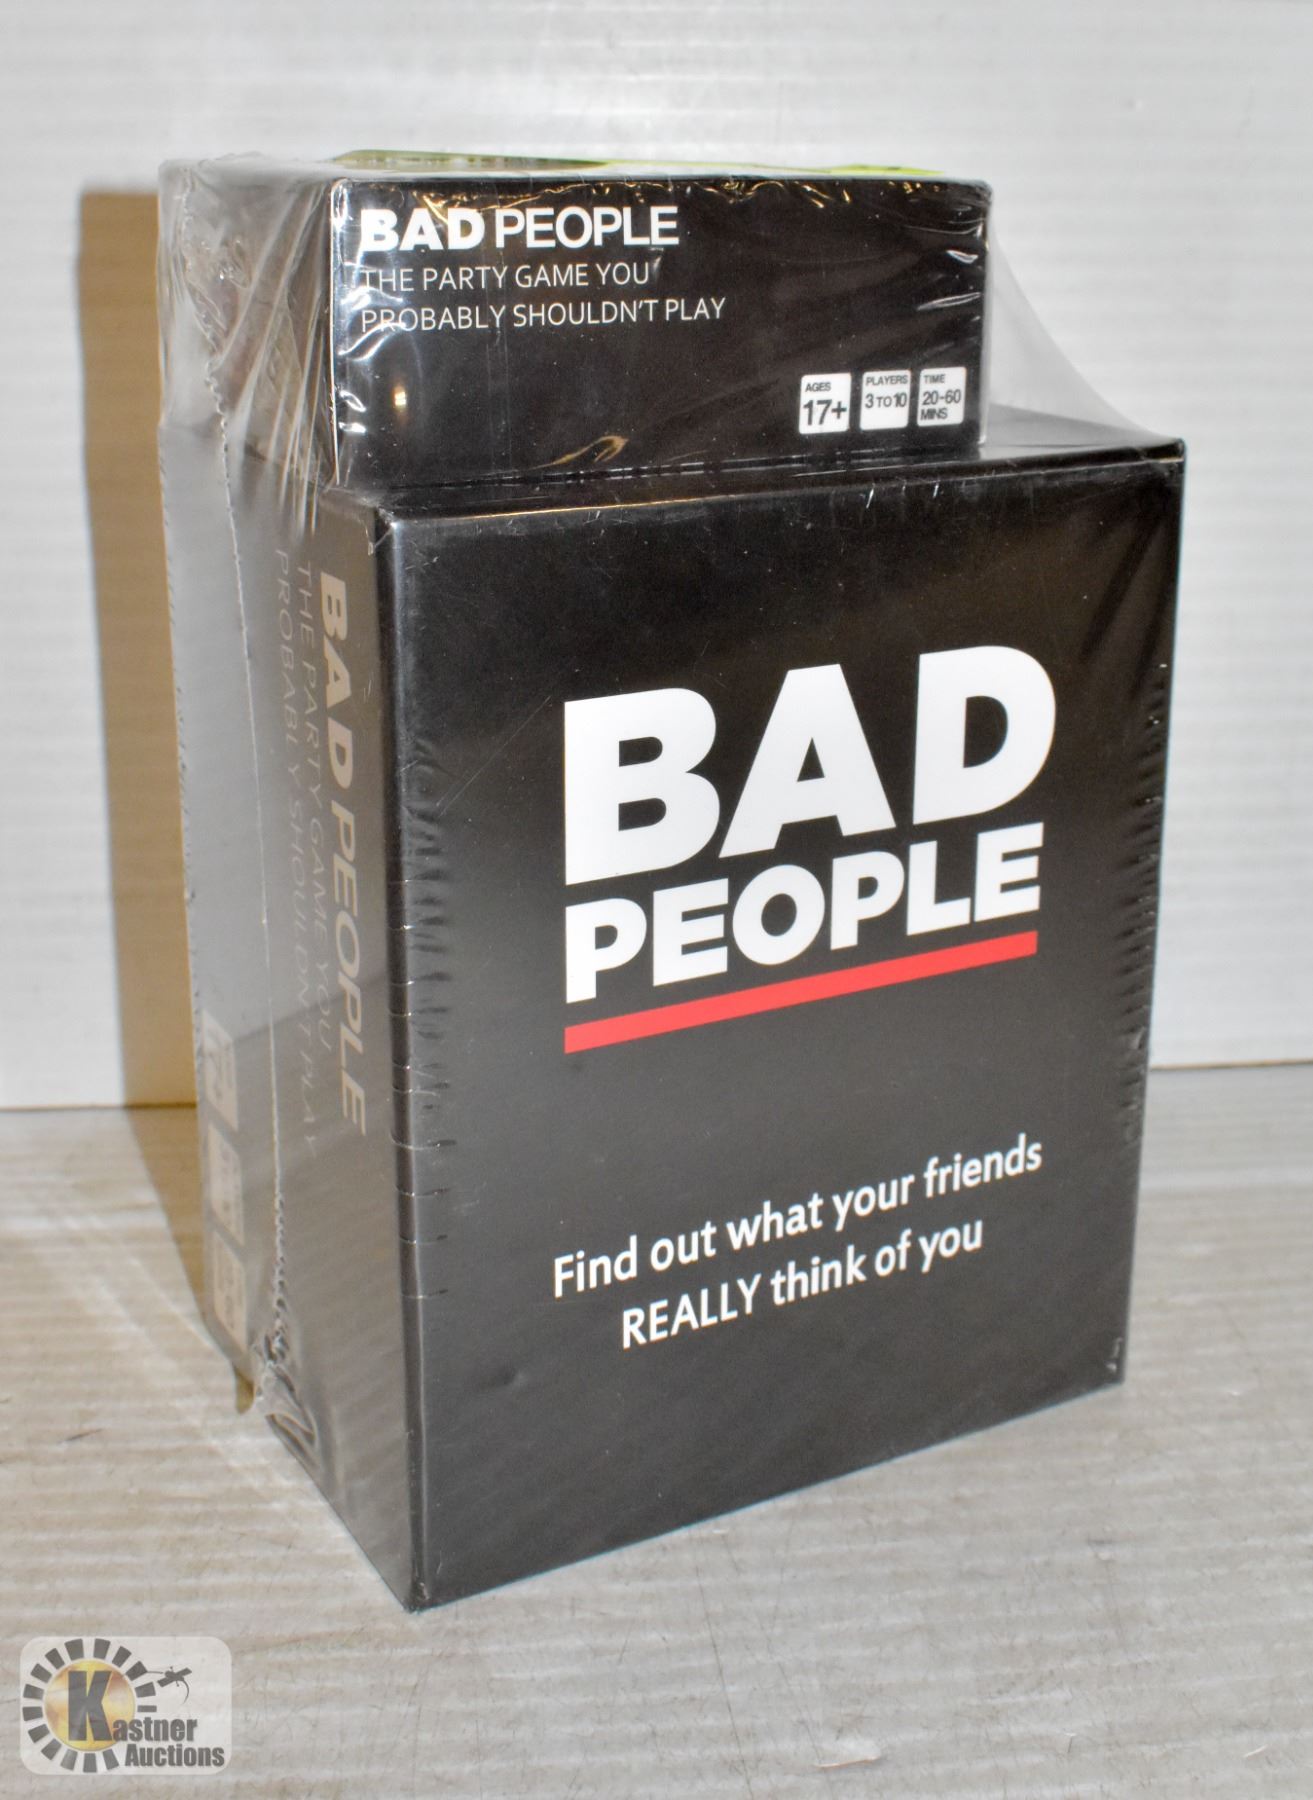 BAD PEOPLE
THE PARTY GAME YOU
PROBABLY SHOULDN'T PLAY
AGES
17+
PLAYERS
3 TO 10
TIME
20-60
MINS
BAD PEOPLE
THE PARTY GAME YOU
PROBABLY SHOULDN'T PLAY
BAD
PEOPLE
Find out what your friends
REALLY think of you
Kastner
Auctions